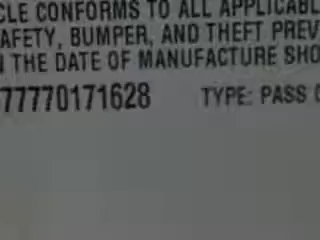 CLE CONFORMS TO ALL APPLICABL
AFETY, BUMPER, AND THEFT PREV
N THE DATE OF MANUFACTURE SHO
77770171628 TYPE: PASS C